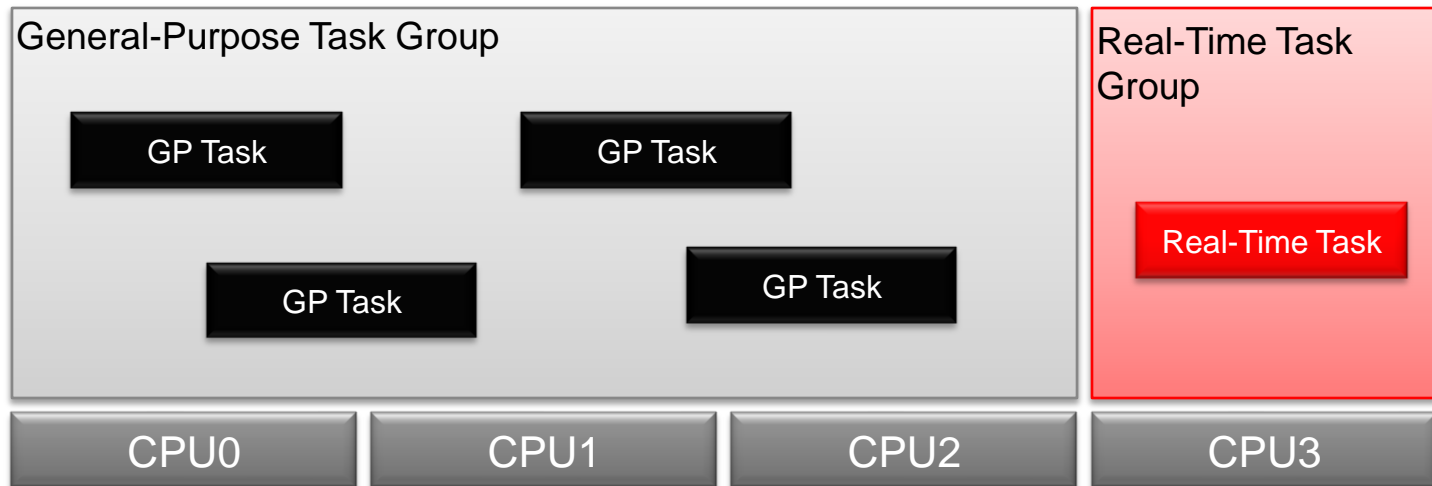 General-Purpose Task Group
Real-Time Task
Group
GP Task
GP Task
Real-Time Task
GP Task
GP Task
CPU0
CPU1
CPU2
CPU3